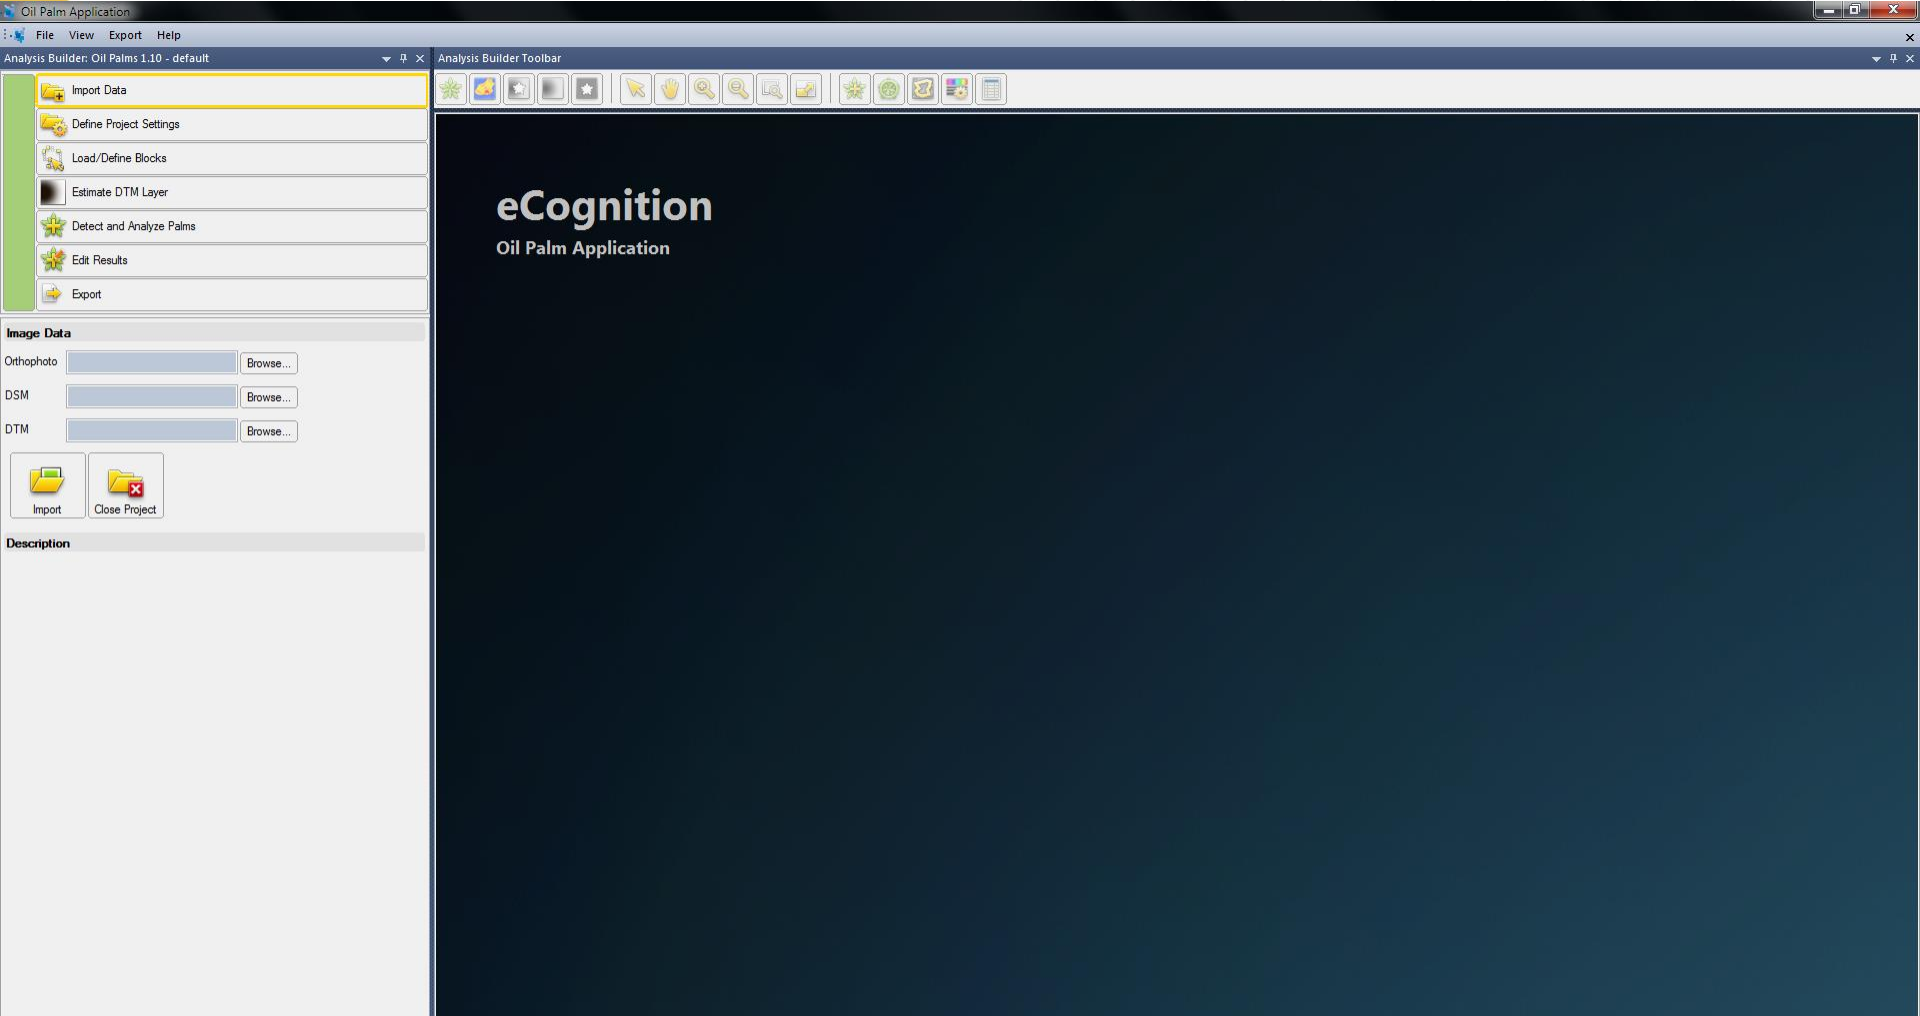 Oil Palm Application
File View Export Help
Analysis Builder: Oil Palms 1.10 - default
Analysis Builder Toolbar
Import Data
Define Project Settings
Load/Define Blocks
Estimate DTM Layer
Detect and Analyze Palms
Edit Results
Export
Image Data
Orthophoto Browse...
DSM Browse...
DTM Browse...
Import Close Project
Description
eCognition
Oil Palm Application